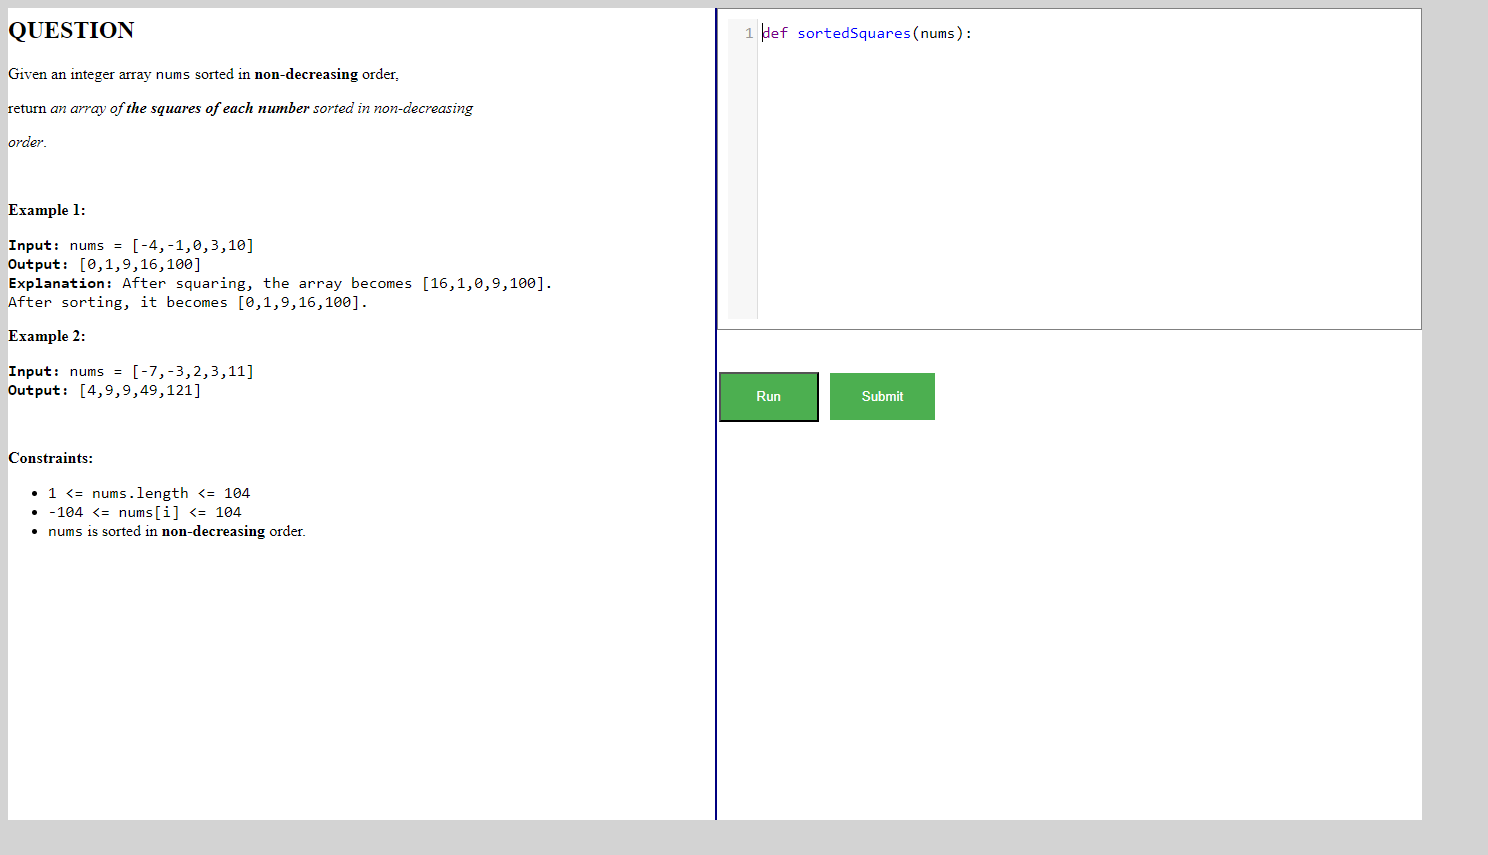 QUESTION
Given an integer array nums sorted in non-decreasing order,
return an array of the squares of each number sorted in non-decreasing
order.
Example 1:
Input: nums = [-4,-1,0,3,10]
Output: [0,1,9,16,100]
Explanation: After squaring, the array becomes [16,1,0,9,100].
After sorting, it becomes [0,1,9,16,100].
Example 2:
Input: nums = [-7,-3,2,3,11]
Output: [4,9,9,49,121]
Constraints:
• 1 <= nums.length <= 104
• -104 <= nums[i] <= 104
• nums is sorted in non-decreasing order.
1 def sortedSquares(nums):
Run Submit